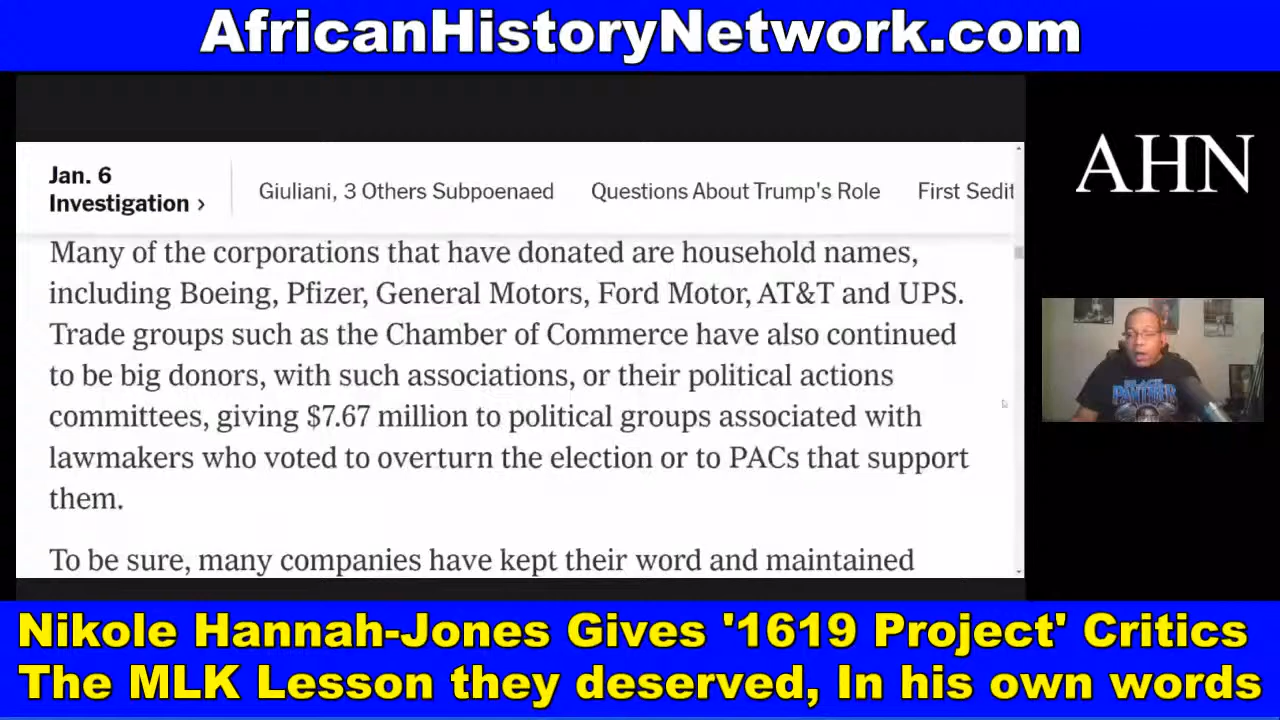 AfricanHistoryNetwork.com
AHN
Jan. 6
Investigation >
Giuliani, 3 Others Subpoenaed
Questions About Trump's Role
First Sedit
Many of the corporations that have donated are household names,
including Boeing, Pfizer, General Motors, Ford Motor, AT&T and UPS.
Trade groups such as the Chamber of Commerce have also continued
to be big donors, with such associations, or their political actions
committees, giving $7.67 million to political groups associated with
lawmakers who voted to overturn the election or to PACs that support
them.
To be sure, many companies have kept their word and maintained
BLACK
PANTHER
Nikole Hannah-Jones Gives '1619 Project' Critics
The MLK Lesson they deserved, In his own words